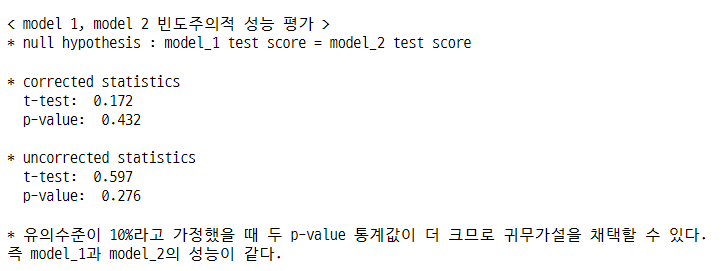 < model 1, model 2 빈도주의적 성능 평가 >
* null hypothesis : model_1 test score = model_2 test score
* corrected statistics
t-test: 0.172
p-value: 0.432
* uncorrected statistics
t-test: 0.597
p-value: 0.276
* 유의수준이 10%라고 가정했을 때 두 p-value 통계값이 더 크므로 귀무가설을 채택할 수 있다.
즉 model_1과 model_2의 성능이 같다.